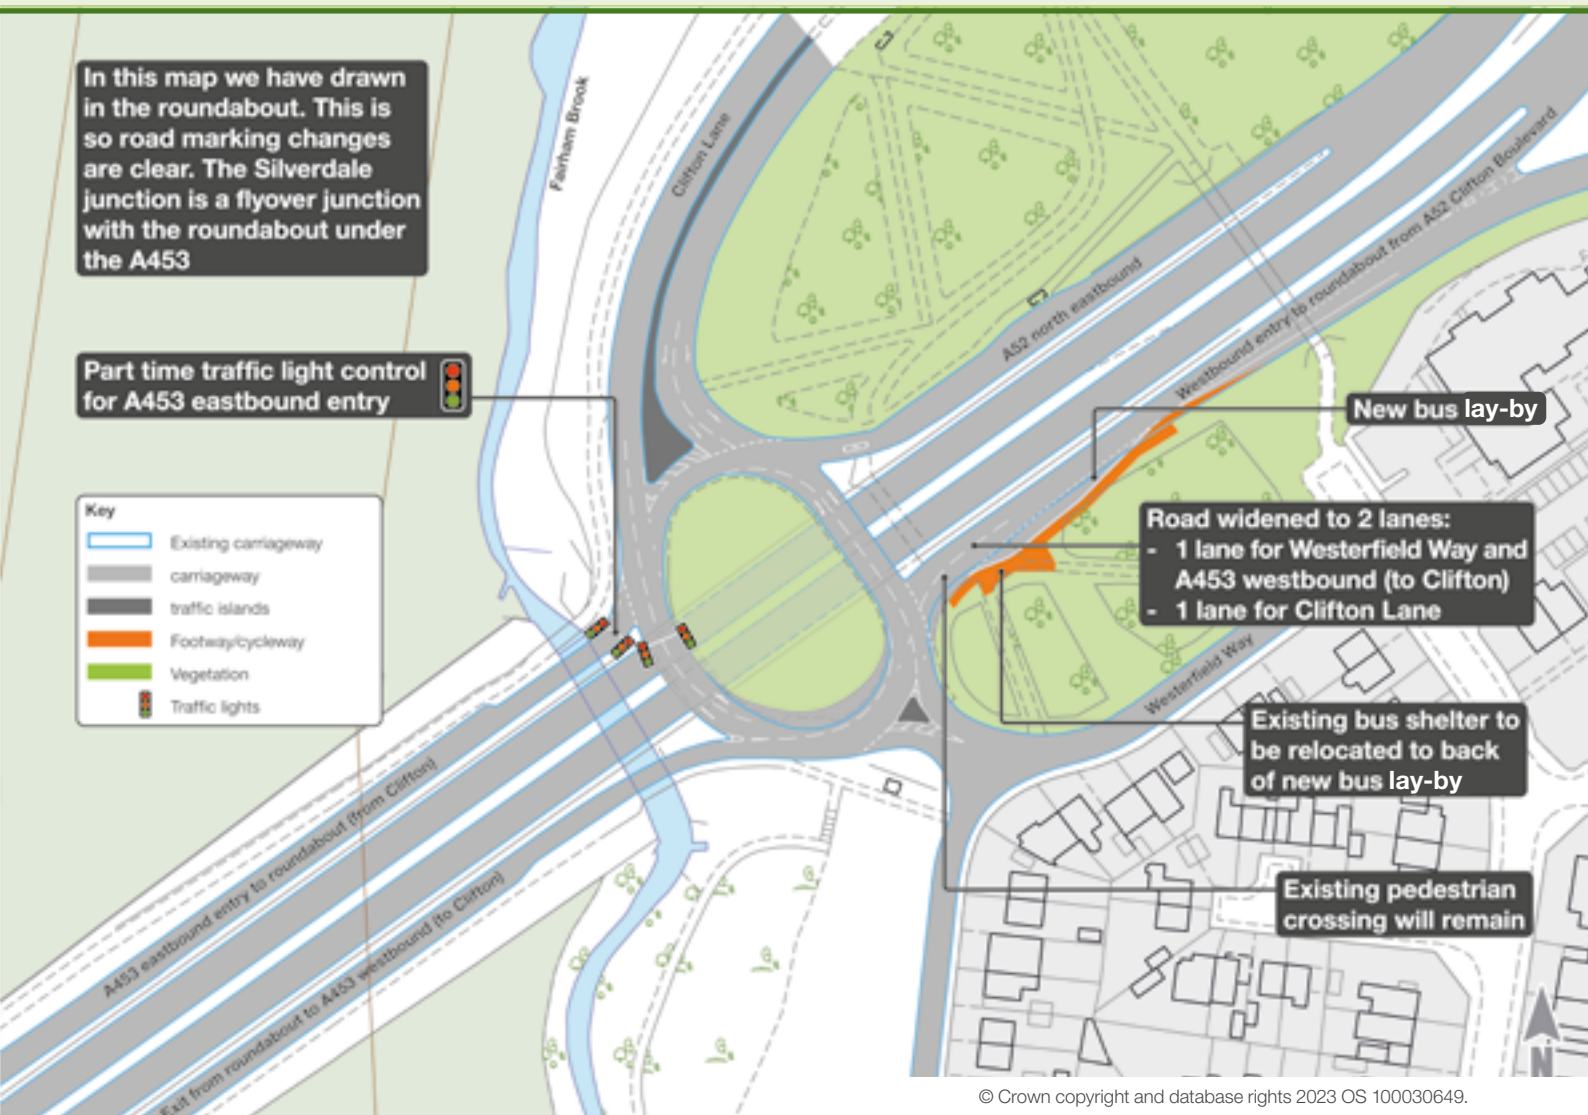 In this map we have drawn
in the roundabout. This is
so road marking changes
are clear. The Silverdale
junction is a flyover junction
with the roundabout under
the A453
Fairham Brook
Clifton Lane
A52 north eastbound
Westbound entry to roundabout from A52 Clifton Boulevard
Part time traffic light control
for A453 eastbound entry
New bus lay-by
Key
Existing carriageway
carriageway
traffic islands
Footway/cycleway
Vegetation
Traffic lights
Road widened to 2 lanes:
- 1 lane for Westerfield Way and
A453 westbound (to Clifton)
- 1 lane for Clifton Lane
Westerfield Way
Existing bus shelter to
be relocated to back
of new bus lay-by
A453 eastbound entry to roundabout (from Clifton)
Exit from roundabout to A453 westbound (to Clifton)
Existing pedestrian
crossing will remain
N
© Crown copyright and database rights 2023 OS 100030649.